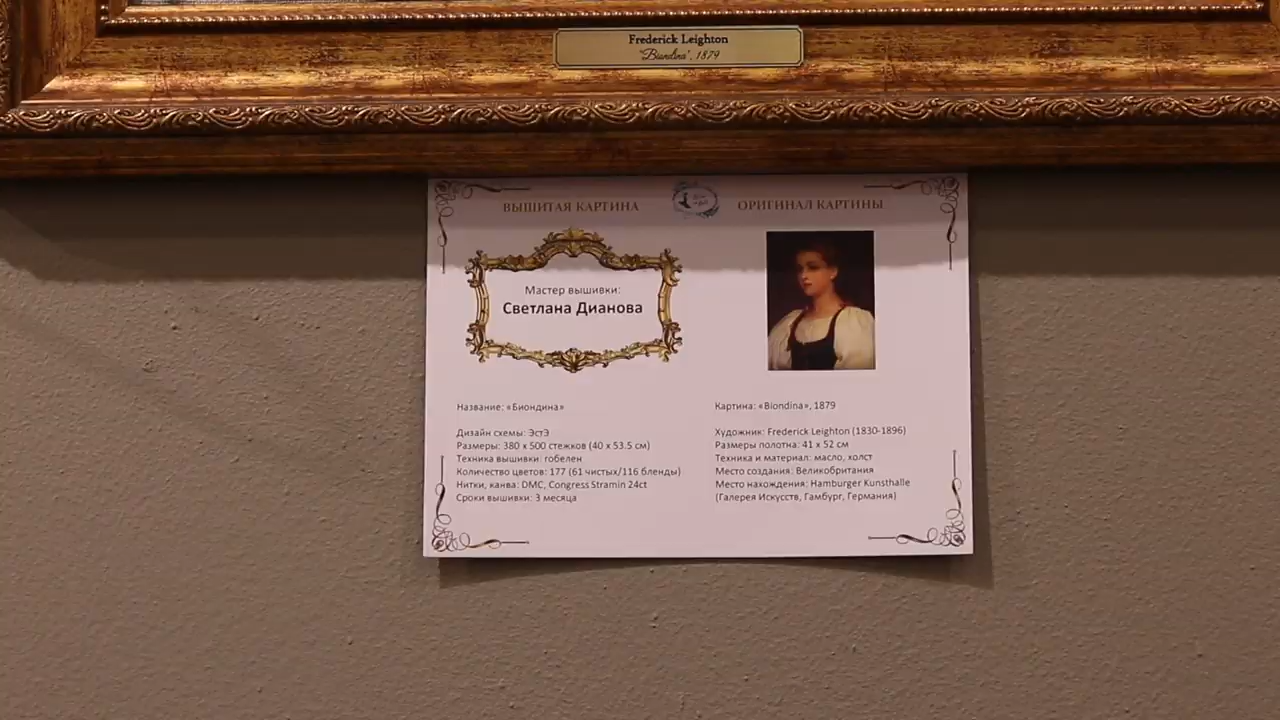 Frederick Leighton
"Biondina", 1879
ВЫШИТАЯ КАРТИНА
ОРИГИНАЛ КАРТИНЫ
Мастер вышивки:
Светлана Дианова
Название: «Биондина»
Дизайн схемы: ЭстЭ
Размеры: 380 x 500 стежков (40 x 53.5 см)
Техника вышивки: гобелен
Количество цветов: 177 (61 чистых/116 бленды)
Нитки, канва: DMC, Congress Stramin 24ct
Сроки вышивки: 3 месяца
Картина: «Biondina», 1879
Художник: Frederick Leighton (1830-1896)
Размеры полотна: 41 x 52 см
Техника и материал: масло, холст
Место создания: Великобритания
Место нахождения: Hamburger Kunsthalle
(Галерея Искусств, Гамбург, Германия)